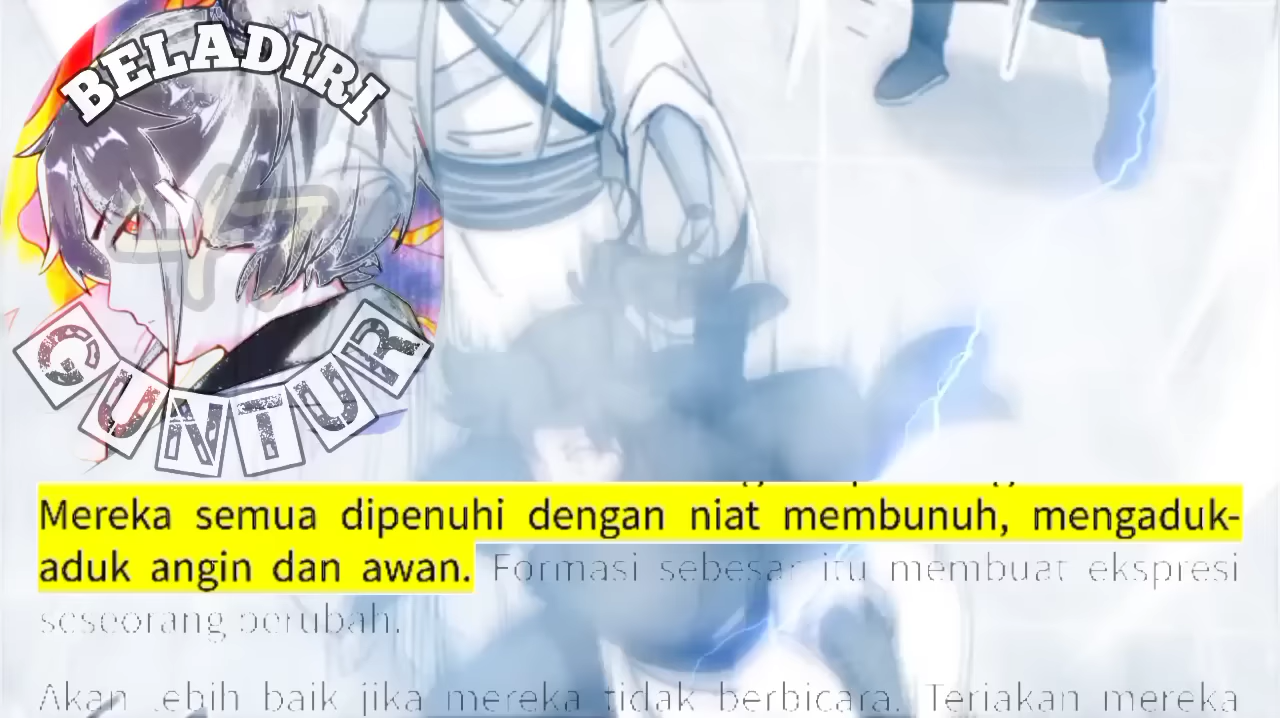 BELADIRI
GUNTUR
Mereka semua dipenuhi dengan niat membunuh, mengaduk-
aduk angin dan awan. Formasi sebesar itu membuat ekspresi
seseorang berubah.
Akan lebih baik jika mereka tidak berbicara. Teriakan mereka